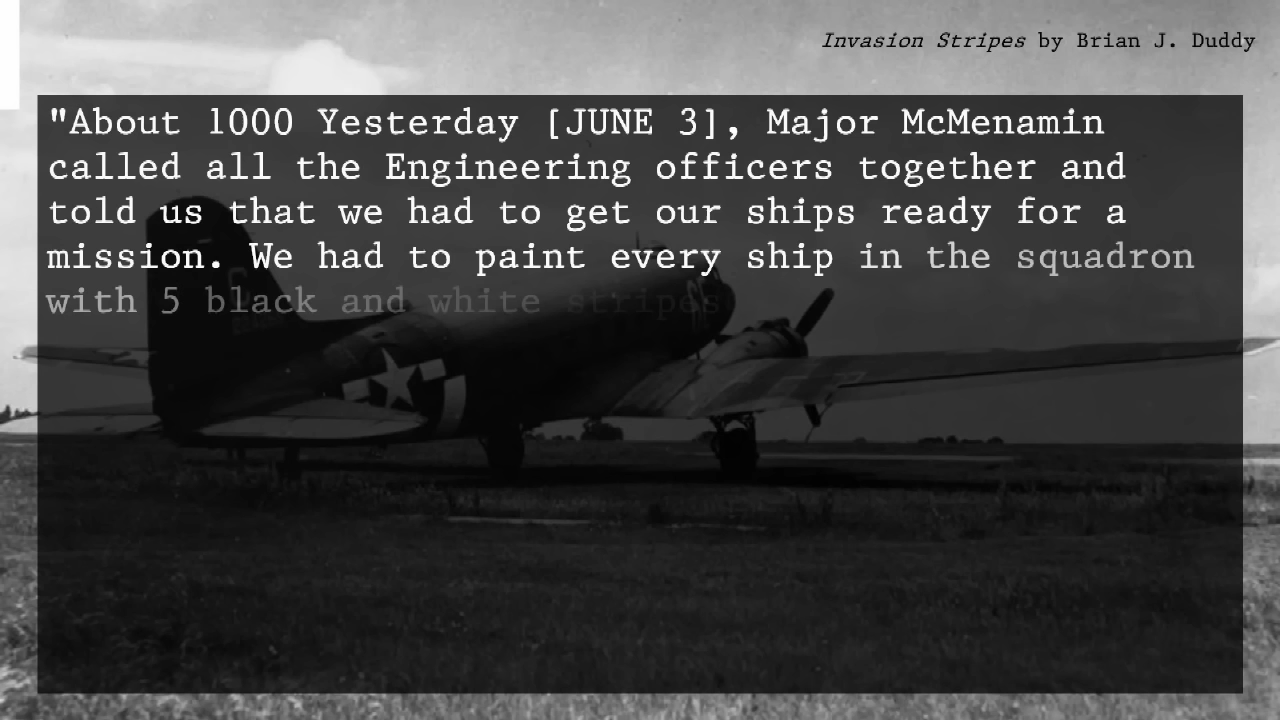 Invasion Stripes by Brian J. Duddy
"About 1000 Yesterday [JUNE 3], Major McMenamin
called all the Engineering officers together and
told us that we had to get our ships ready for a
mission. We had to paint every ship in the squadron
with 5 black and white stripes